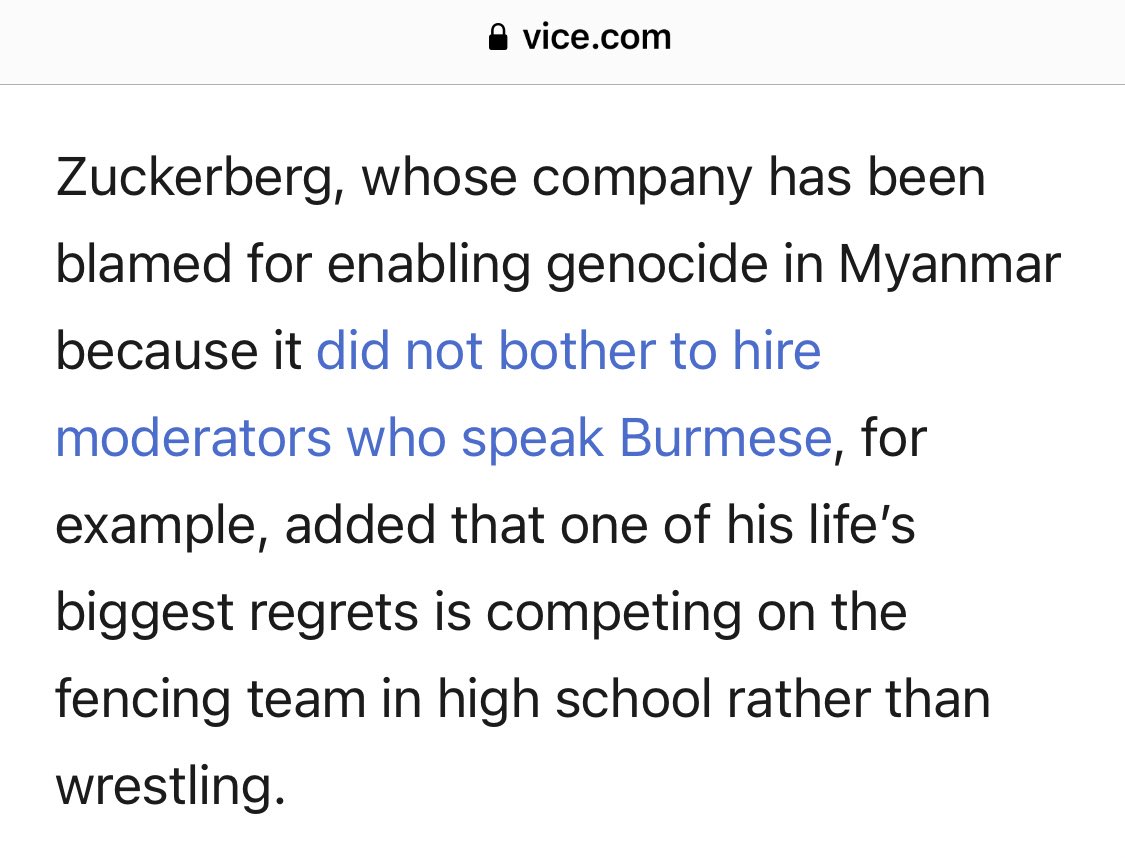 vice.com
Zuckerberg, whose company has been
blamed for enabling genocide in Myanmar
because it did not bother to hire
moderators who speak Burmese, for
example, added that one of his life’s
biggest regrets is competing on the
fencing team in high school rather than
wrestling.